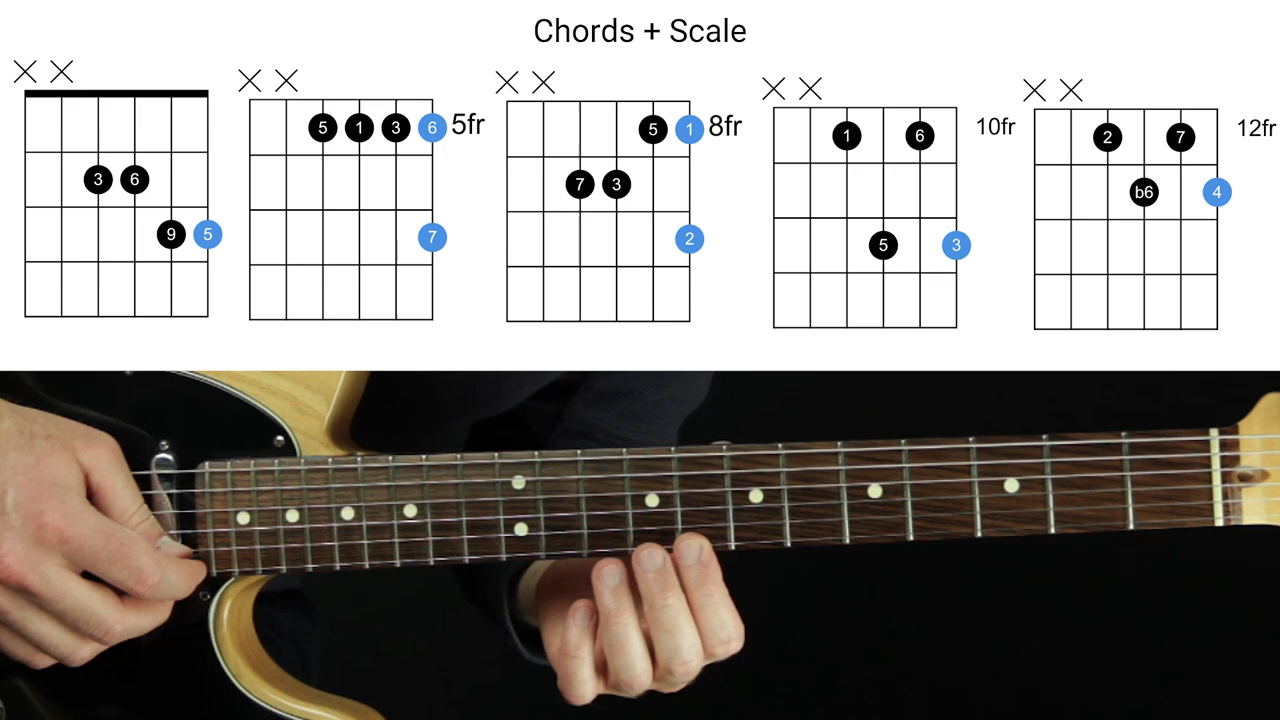 Chords + Scale
3 6
9 5
5 1 3 6 5fr
7
5 1 8fr
7 3
2
1 6 10fr
5 3
2 7 12fr
b6 4